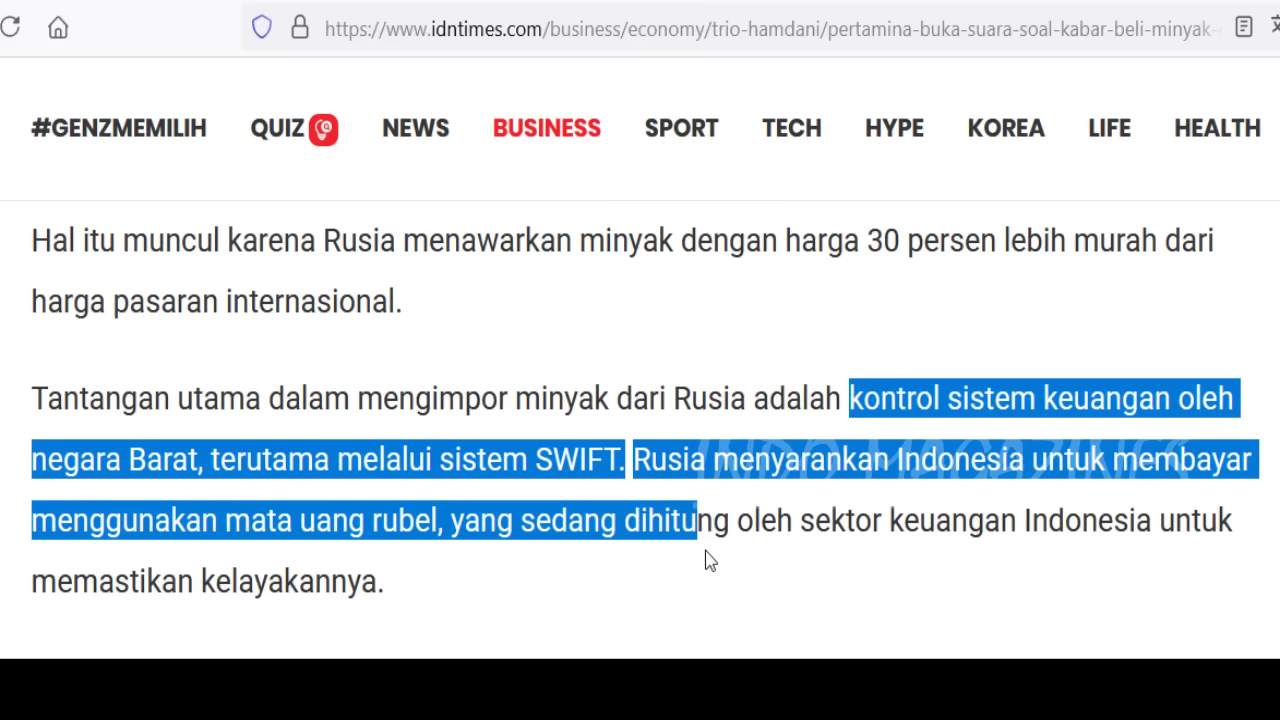 https://www.idntimes.com/business/economy/trio-hamdani/pertamina-buka-suara-soal-kabar-beli-minyak-
#GENZMEMILIH QUIZ NEWS BUSINESS SPORT TECH HYPE KOREA LIFE HEALTH
Hal itu muncul karena Rusia menawarkan minyak dengan harga 30 persen lebih murah dari
harga pasaran internasional.
Tantangan utama dalam mengimpor minyak dari Rusia adalah kontrol sistem keuangan oleh
negara Barat, terutama melalui sistem SWIFT. Rusia menyarankan Indonesia untuk membayar
INDO MAGAZINES
menggunakan mata uang rubel, yang sedang dihitung oleh sektor keuangan Indonesia untuk
memastikan kelayakannya.